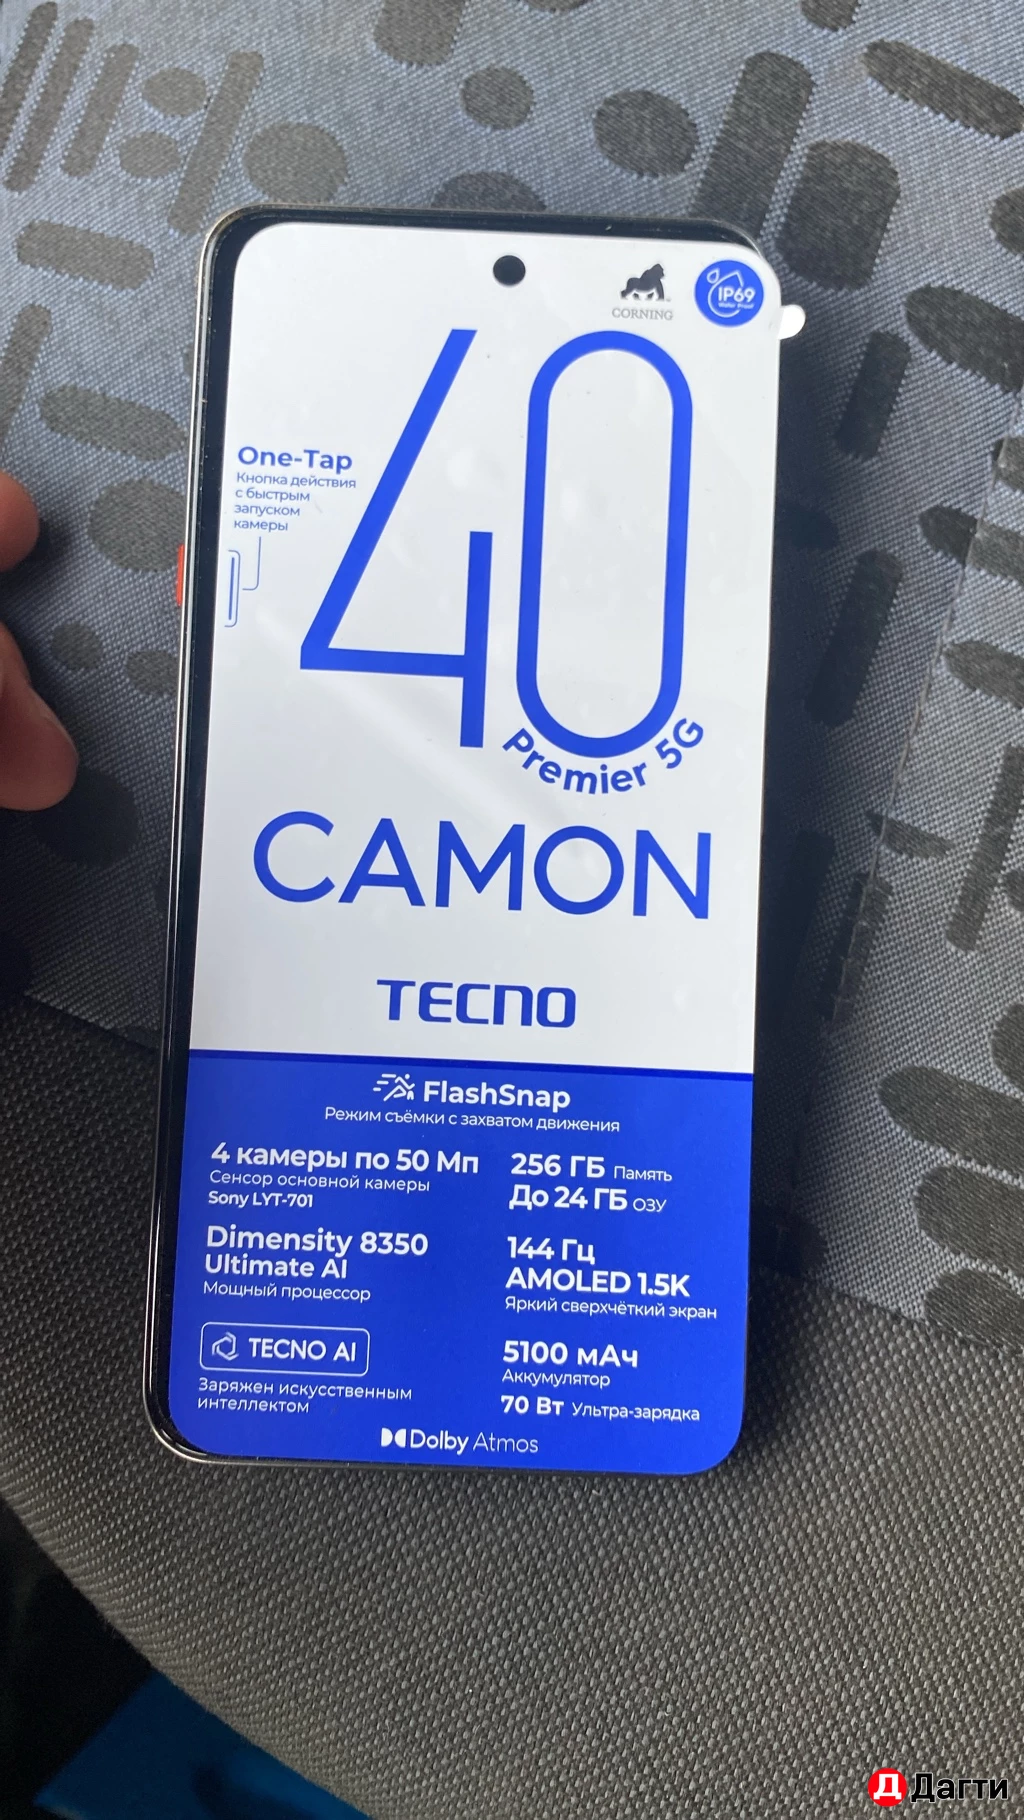 CORNING
IP69
Water Proof
40
One-Tap
Кнопка действия
с быстрым
запуском
камеры
Premier 5G
CAMON
TECNO
FlashSnap
Режим съёмки с захватом движения
4 камеры по 50 Мп
Сенсор основной камеры
Sony LYT-701
256 ГБ Память
До 24 ГБ ОЗУ
Dimensity 8350
Ultimate AI
Мощный процессор
144 Гц
AMOLED 1.5K
Яркий сверхчёткий экран
TECNO AI
Заряжен искусственным
интеллектом
5100 мАч
Аккумулятор
70 Вт Ультра-зарядка
Dolby Atmos
Д Дагти